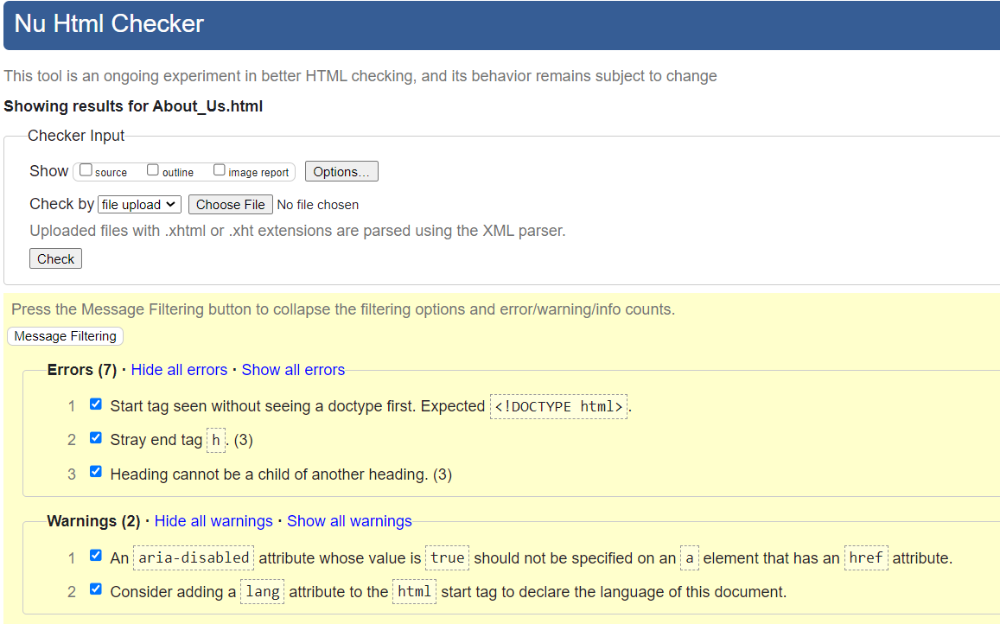 Nu Html Checker
This tool is an ongoing experiment in better HTML checking, and its behavior remains subject to change
Showing results for About_Us.html
Checker Input
Show source outline image report Options...
Check by file upload Choose File No file chosen
Uploaded files with .xhtml or .xht extensions are parsed using the XML parser.
Check
Press the Message Filtering button to collapse the filtering options and error/warning/info counts.
Message Filtering
Errors (7) · Hide all errors · Show all errors
1 Start tag seen without seeing a doctype first. Expected <!DOCTYPE html>.
2 Stray end tag h. (3)
3 Heading cannot be a child of another heading. (3)
Warnings (2) · Hide all warnings · Show all warnings
1 An aria-disabled attribute whose value is true should not be specified on an a element that has an href attribute.
2 Consider adding a lang attribute to the html start tag to declare the language of this document.